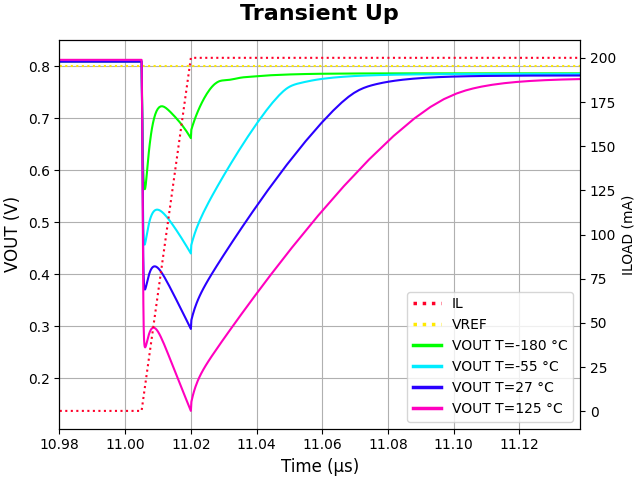 Transient Up
VOUT (V)
0.8
0.7
0.6
0.5
0.4
0.3
0.2
200
175
150
125
100
75
50
25
0
ILOAD (mA)
IL
VREF
VOUT T=-180 °C
VOUT T=-55 °C
VOUT T=27 °C
VOUT T=125 °C
10.98 11.00 11.02 11.04 11.06 11.08 11.10 11.12
Time (µs)